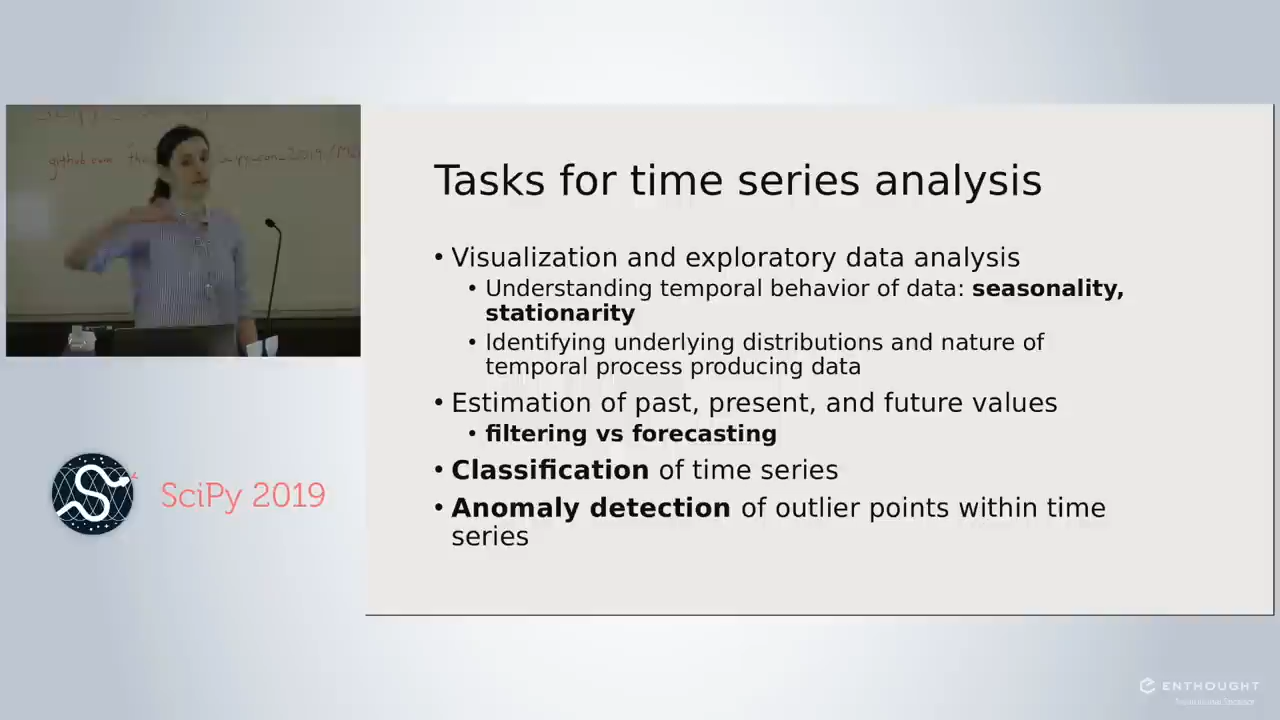 github.com
Tasks for time series analysis
• Visualization and exploratory data analysis
• Understanding temporal behavior of data: seasonality,
stationarity
• Identifying underlying distributions and nature of
temporal process producing data
• Estimation of past, present, and future values
• filtering vs forecasting
• Classification of time series
• Anomaly detection of outlier points within time
series
SciPy 2019
ENTHOUGHT